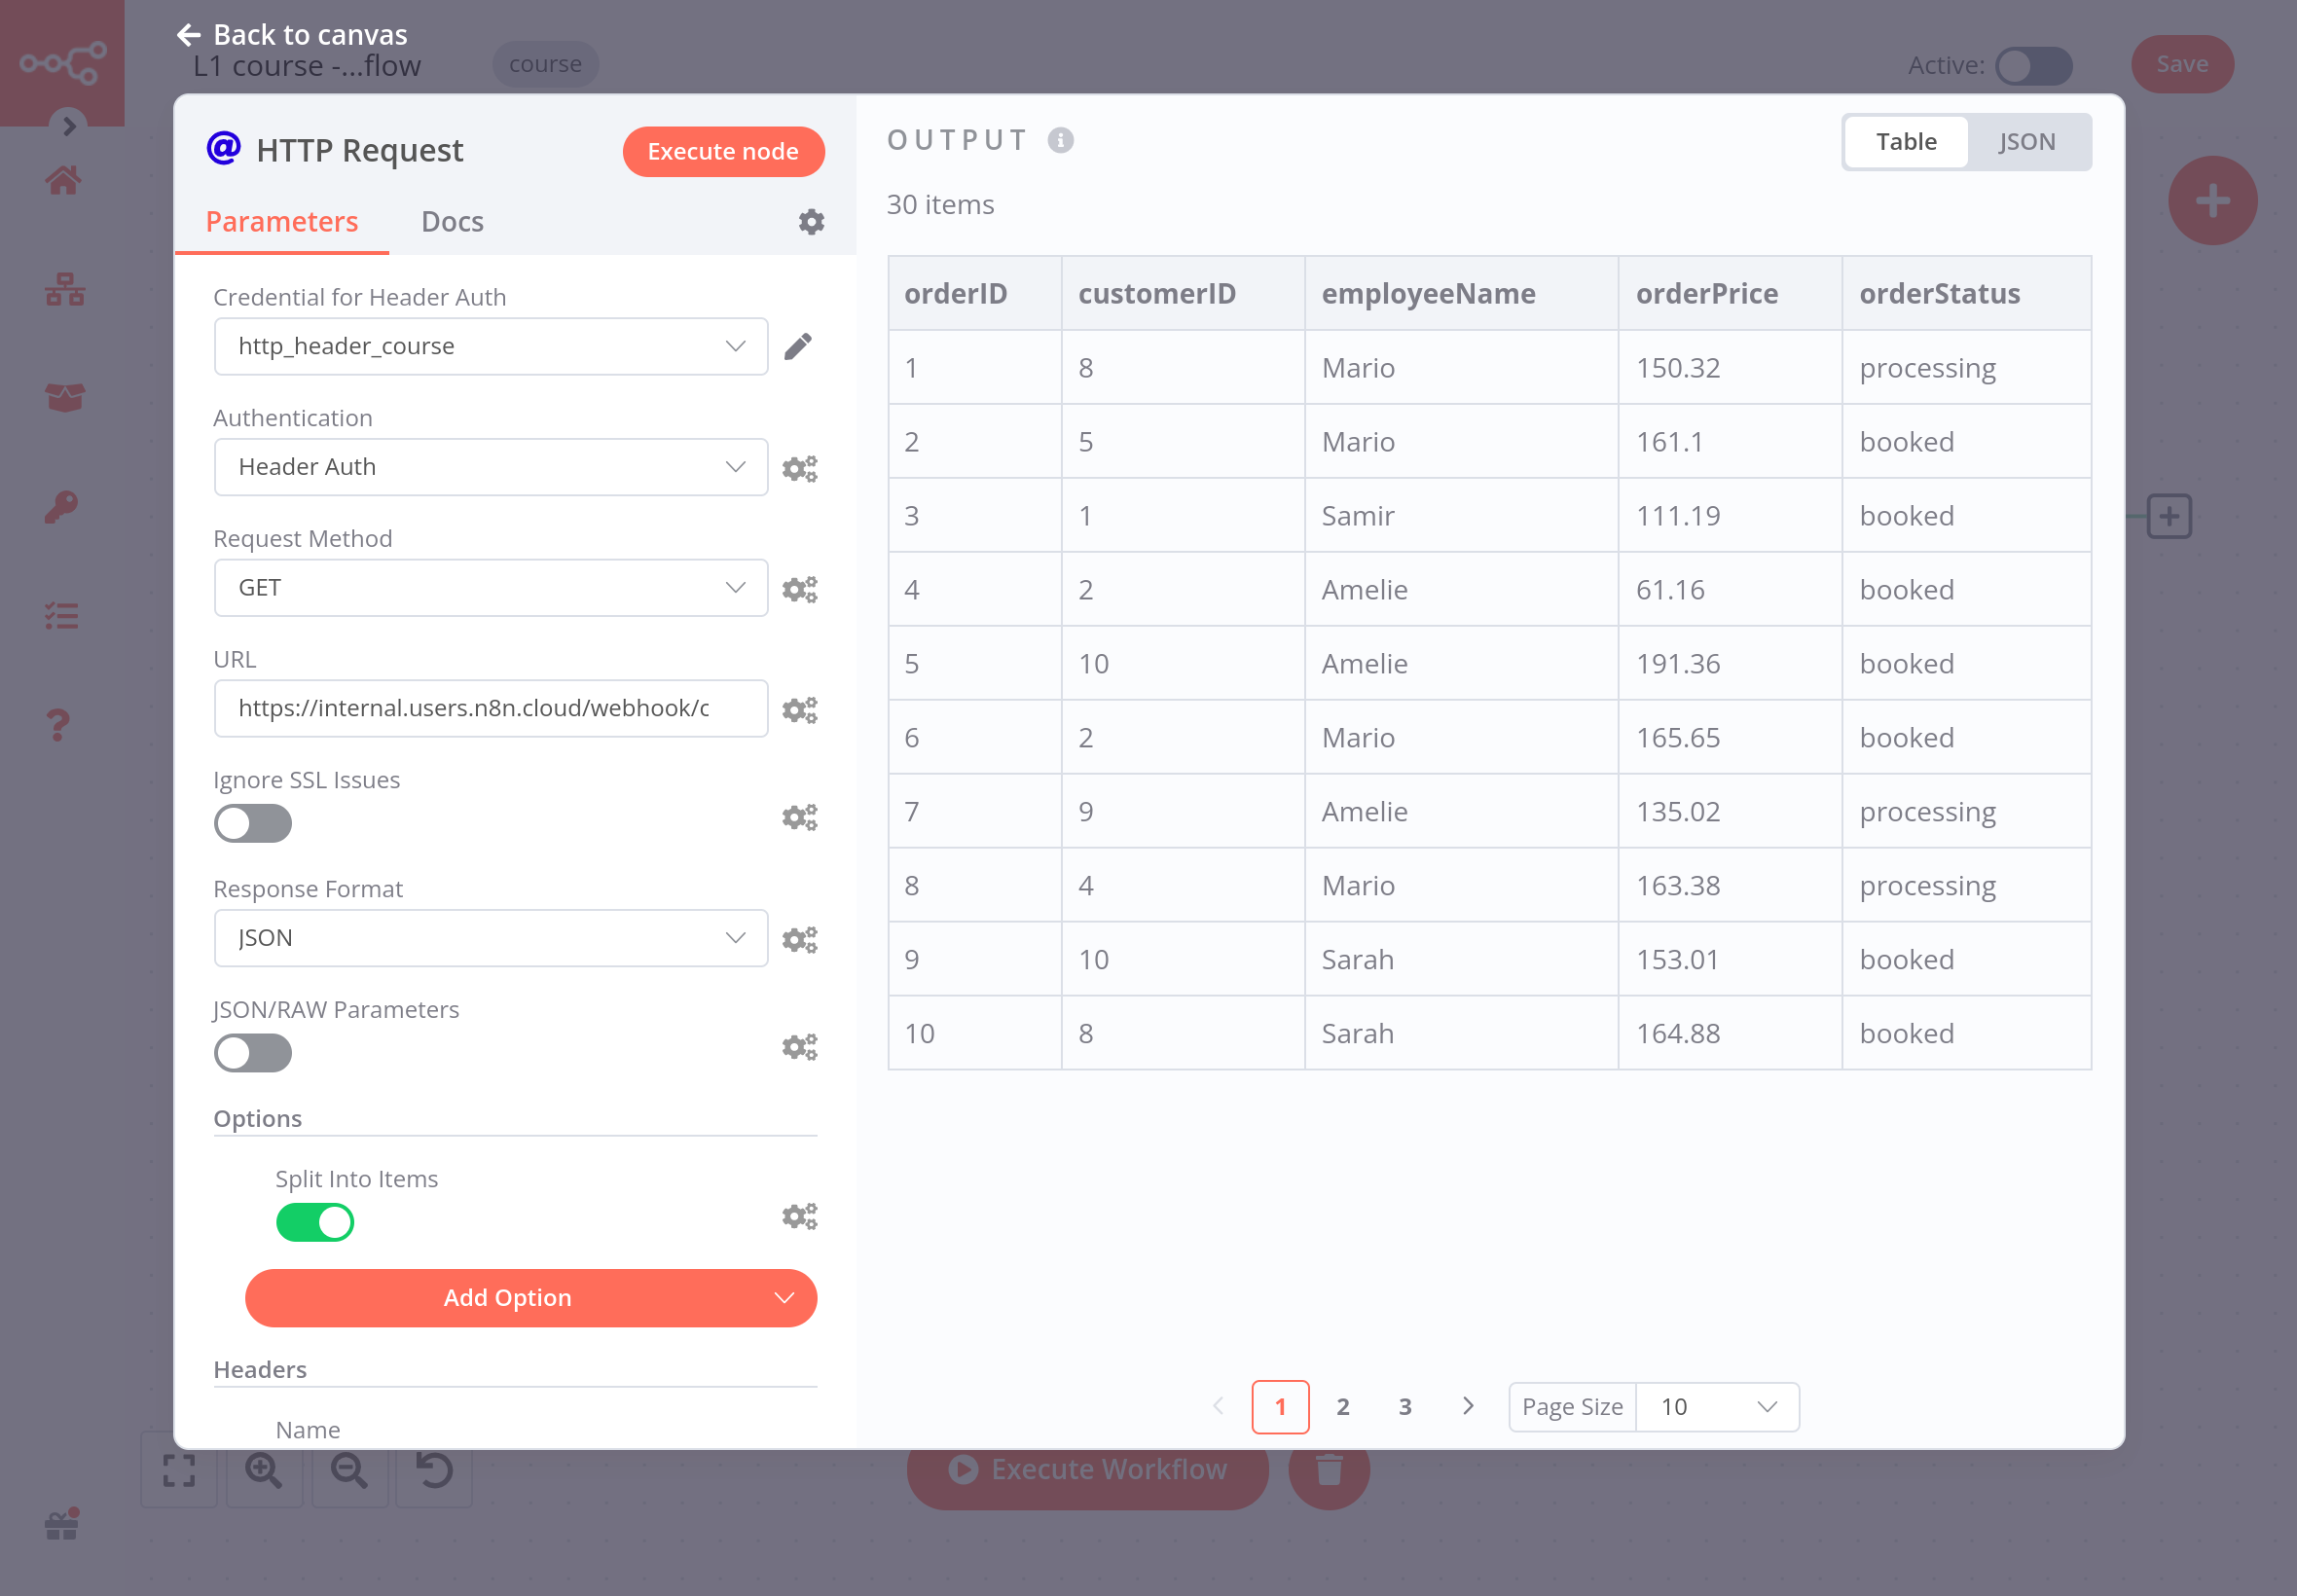 Back to canvas
L1 course -...flow
course
Active:
Save
@ HTTP Request
Execute node
Parameters
Docs
Credential for Header Auth
http_header_course
Authentication
Header Auth
Request Method
GET
URL
https://internal.users.n8n.cloud/webhook/c
Ignore SSL Issues
Response Format
JSON
JSON/RAW Parameters
Options
Split Into Items
Add Option
Headers
Name
OUTPUT
Table
JSON
30 items
orderID customerID employeeName orderPrice orderStatus
1 8 Mario 150.32 processing
2 5 Mario 161.1 booked
3 1 Samir 111.19 booked
4 2 Amelie 61.16 booked
5 10 Amelie 191.36 booked
6 2 Mario 165.65 booked
7 9 Amelie 135.02 processing
8 4 Mario 163.38 processing
9 10 Sarah 153.01 booked
10 8 Sarah 164.88 booked
1 2 3
Page Size 10
Execute Workflow